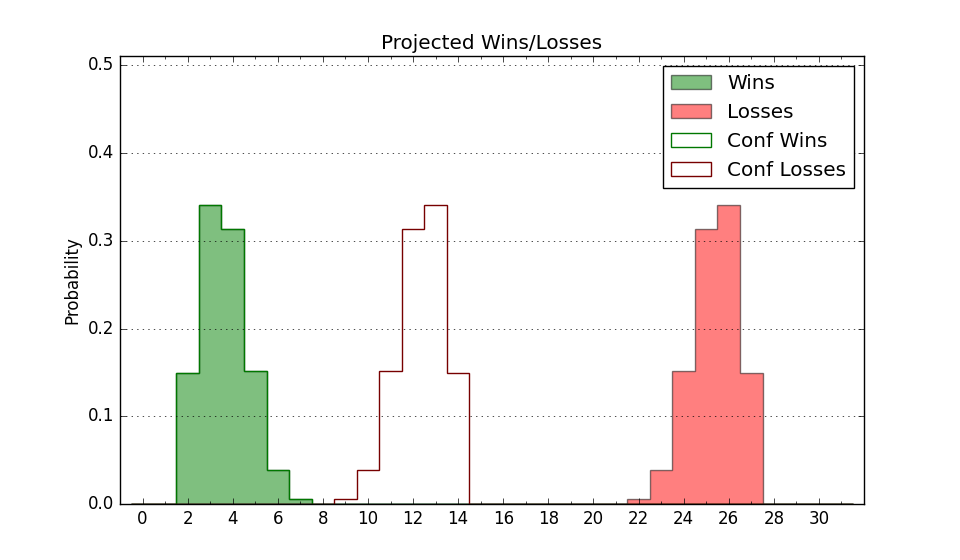 Projected Wins/Losses
0.5
0.4
0.3
0.2
0.1
0.0
Probability
Wins
Losses
Conf Wins
Conf Losses
0 2 4 6 8 10 12 14 16 18 20 22 24 26 28 30